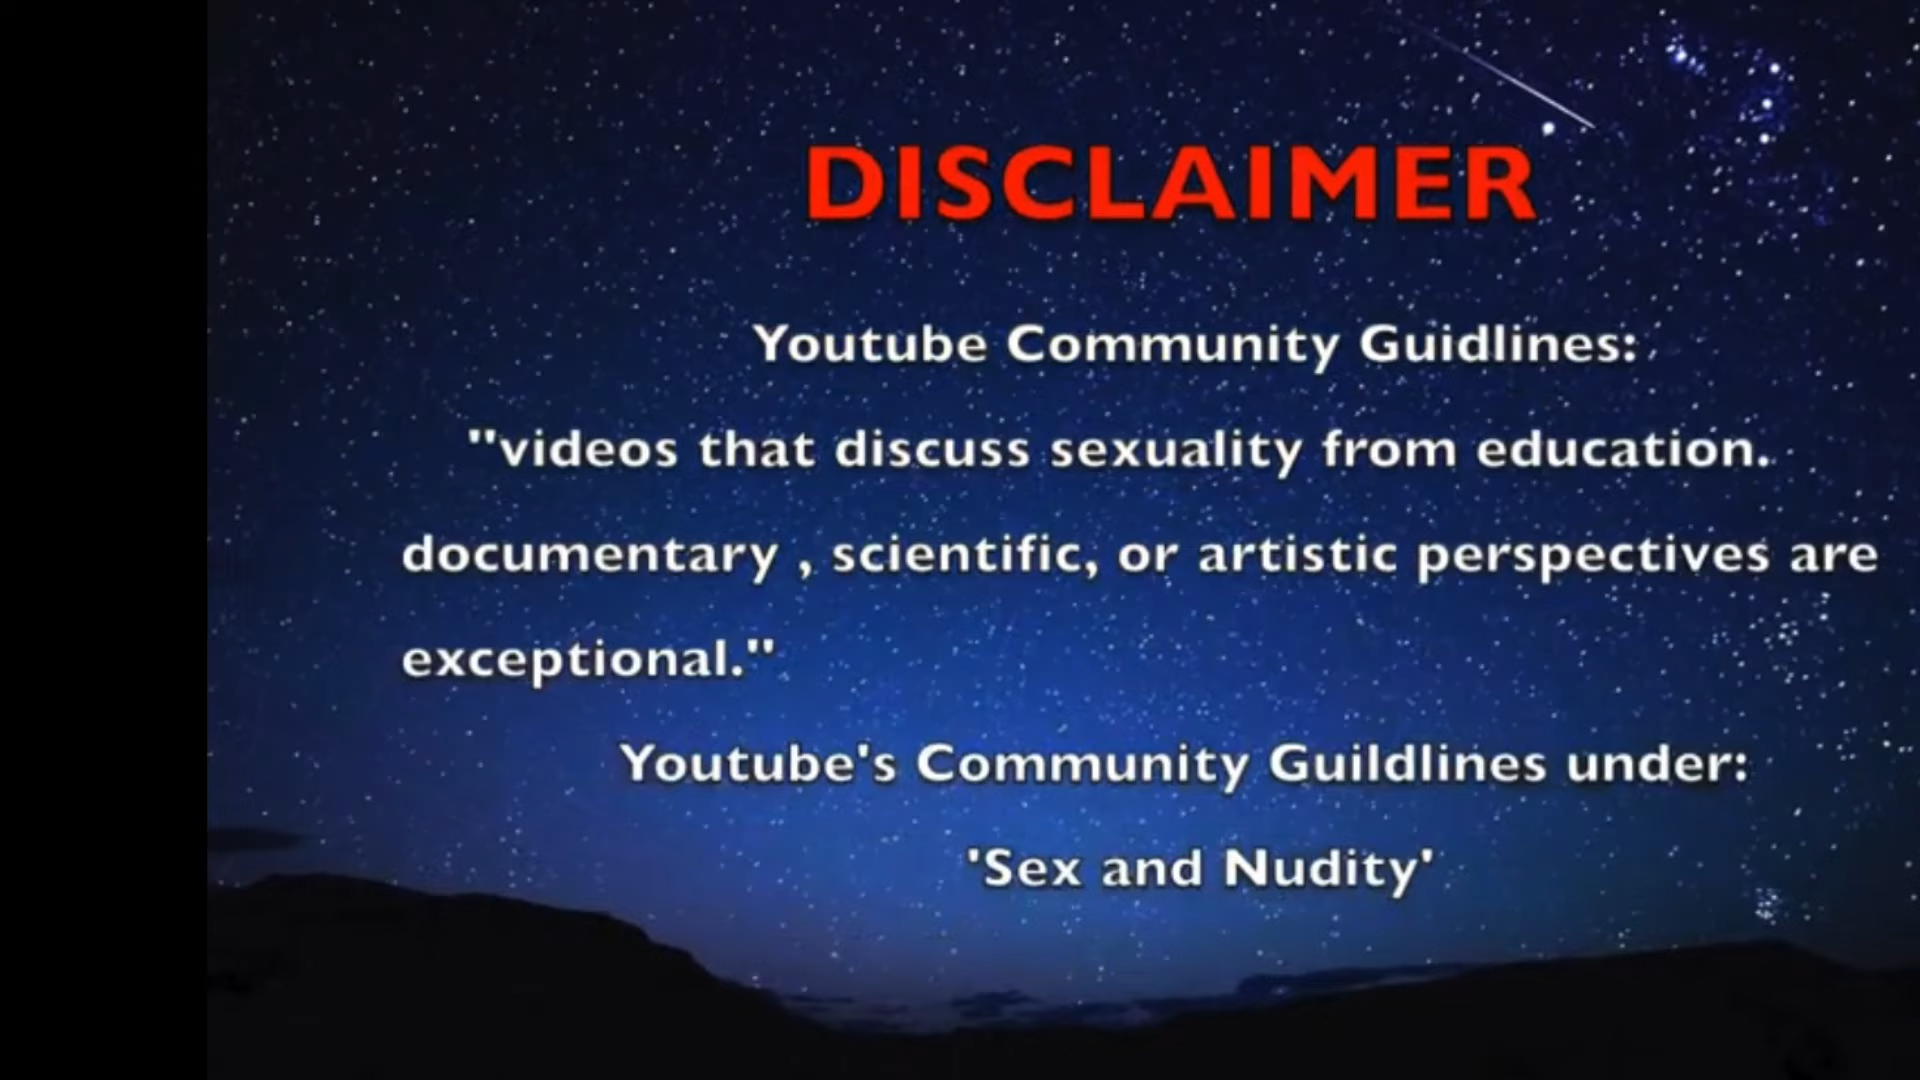 DISCLAIMER
Youtube Community Guidlines:
"videos that discuss sexuality from education.
documentary , scientific, or artistic perspectives are
exceptional."
Youtube's Community Guildlines under:
'Sex and Nudity'